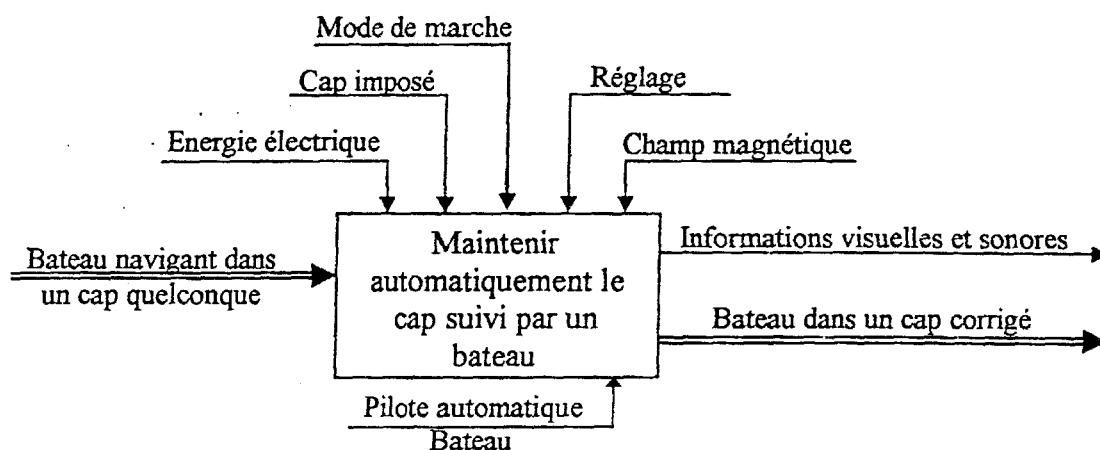 Mode de marche
Cap imposé
Réglage
Energie électrique
Champ magnétique
Bateau navigant dans
un cap quelconque
Maintenir
automatiquement le
cap suivi par un
bateau
Informations visuelles et sonores
Bateau dans un cap corrigé
Pilote automatique
Bateau